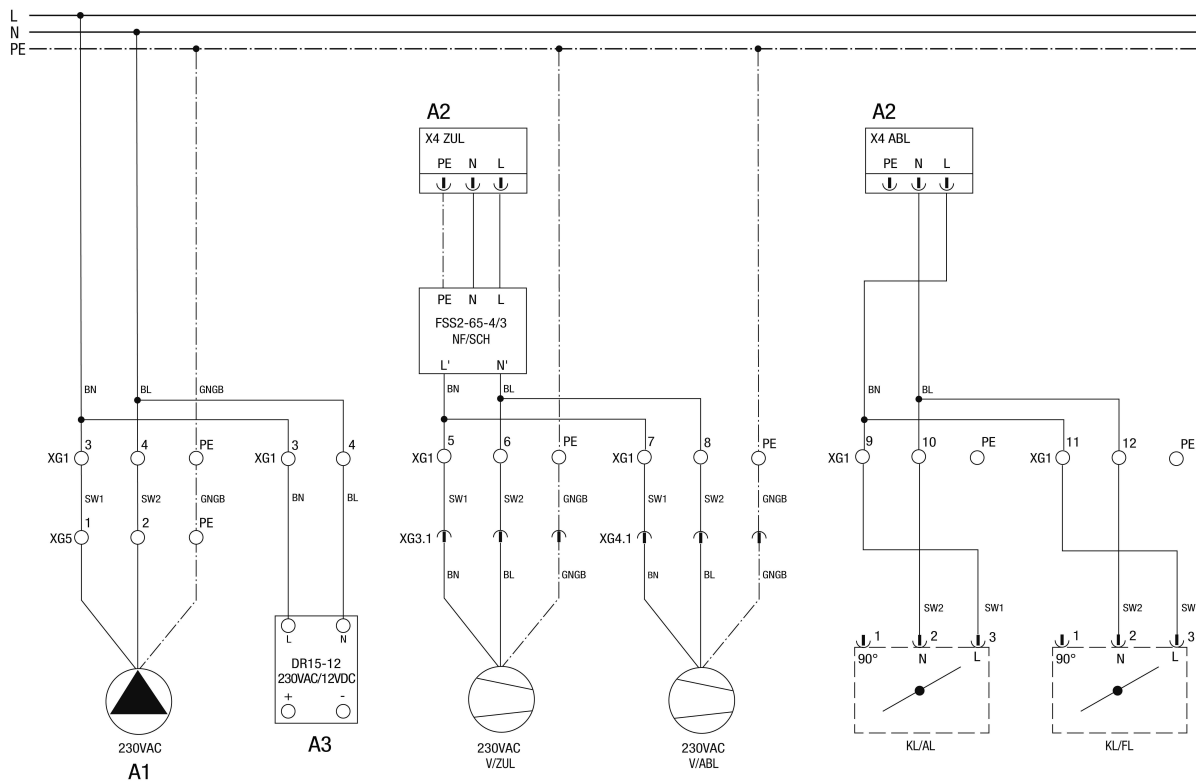 L
N
PE
A2 A2
X4 ZUL X4 ABL
PE N L PE N L
PE N L
FSS2-65-4/3
NF/SCH
L' N'
BN BL GNGB BN BL BN BL
3 4 PE 3 4 5 6 PE 7 8 PE 9 10 PE 11 12 PE
XG1 XG1 XG1 XG1 XG1 XG1
SW1 SW2 GNGB BN BL SW1 SW2 GNGB SW1 SW2 GNGB
1 2 PE
XG5 XG3.1 XG4.1
BN BL GNGB BN BL GNGB
SW2 SW1 SW2 SW
L N 1 2 3 1 2 3
90° N L 90° N L
DR15-12
230VAC/12VDC
+ -
230VAC A3 230VAC 230VAC KL/AL KL/FL
A1 V/ZUL V/ABL